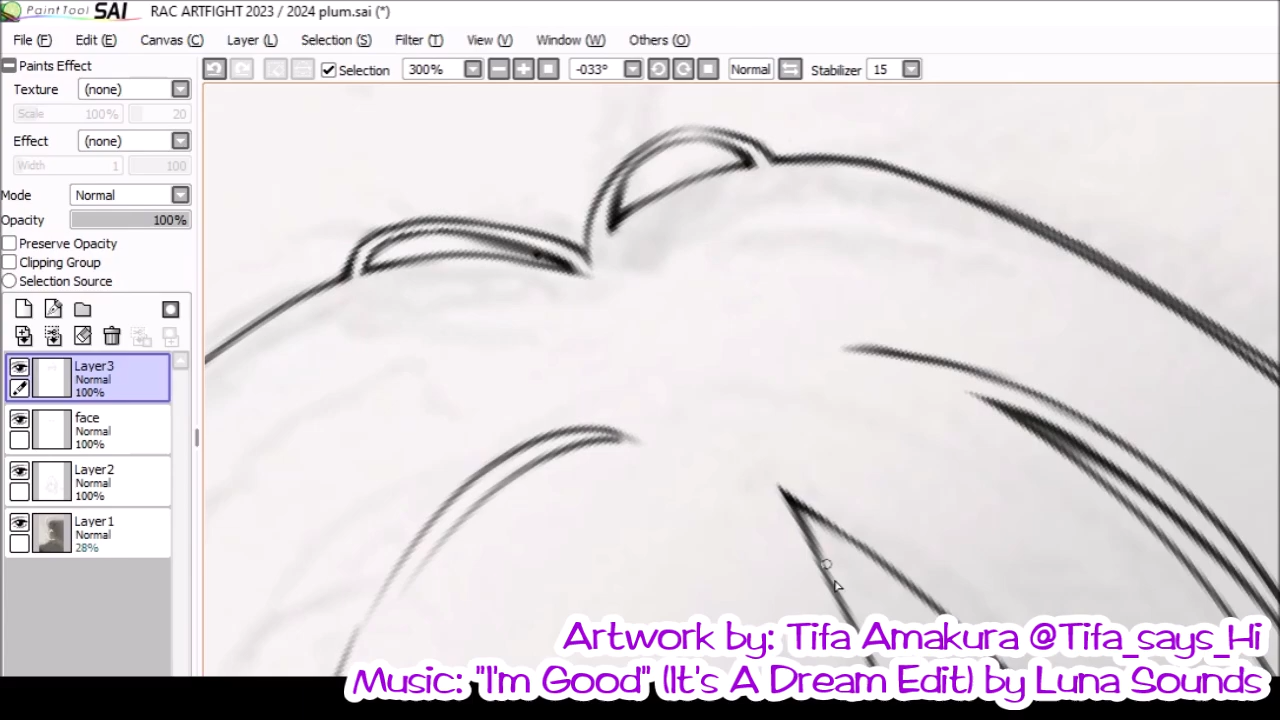 PaintTool SAI RAC ARTFIGHT 2023 / 2024 plum.sai (*)
File (F) Edit (E) Canvas (C) Layer (L) Selection (S) Filter (T) View (V) Window (W) Others (O)
Paints Effect
Selection 300% -033° Normal Stabilizer 15
Texture (none)
Scale 100% 20
Effect (none)
Width 1 100
Mode Normal
Opacity 100%
Preserve Opacity
Clipping Group
Selection Source
Layer3
Normal
100%
face
Normal
100%
Layer2
Normal
100%
Layer1
Normal
28%
Artwork by: Tifa Amakura @Tifa_says_Hi
Music: "I'm Good" (It's A Dream Edit) by Luna Sounds